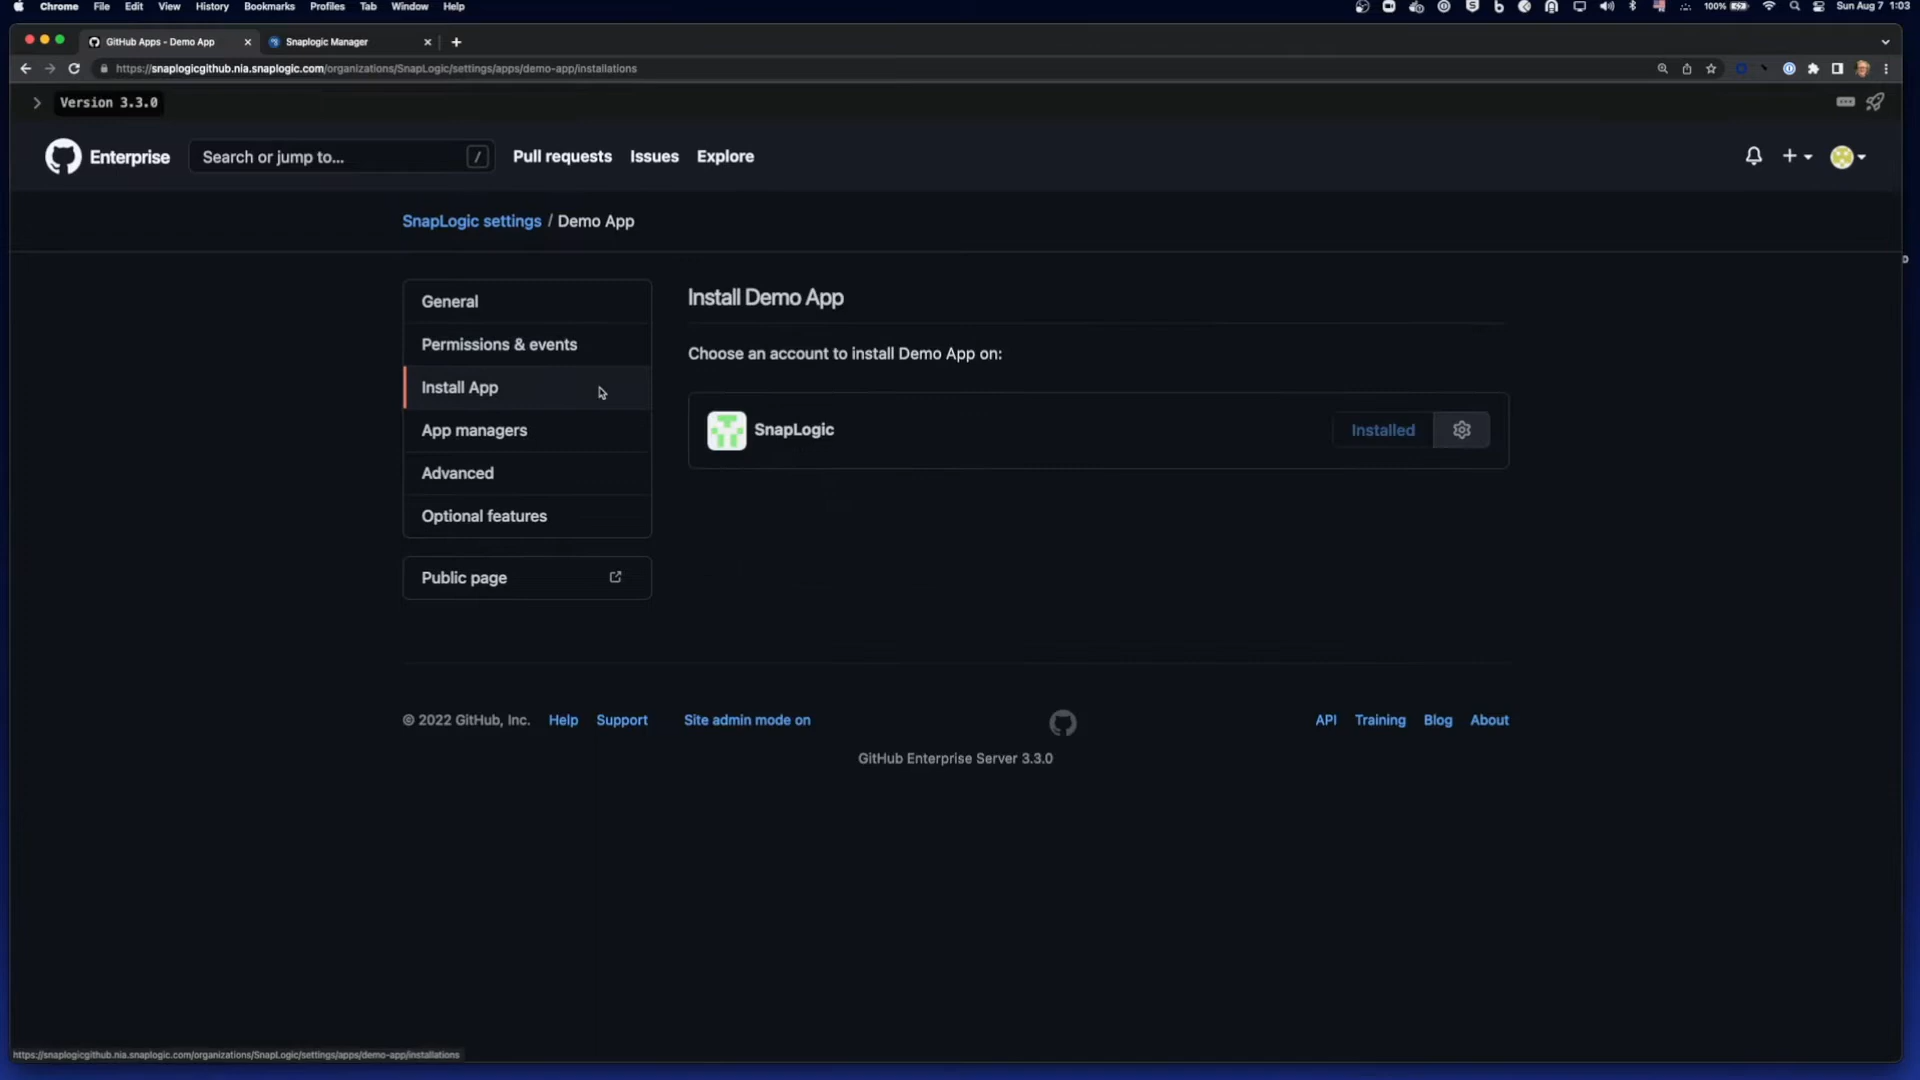 Chrome File Edit View History Bookmarks Profiles Tab Window Help 100% Sun Aug 7 1:03
GitHub Apps - Demo App Snaplogic Manager
https://snaplogicgithub.nia.snaplogic.com/organizations/SnapLogic/settings/apps/demo-app/installations
Version 3.3.0
Enterprise Search or jump to... / Pull requests Issues Explore
SnapLogic settings / Demo App
General
Permissions & events
Install App
App managers
Advanced
Optional features
Public page
Install Demo App
Choose an account to install Demo App on:
SnapLogic Installed
© 2022 GitHub, Inc. Help Support Site admin mode on API Training Blog About
GitHub Enterprise Server 3.3.0
https://snaplogicgithub.nia.snaplogic.com/organizations/SnapLogic/settings/apps/demo-app/installations